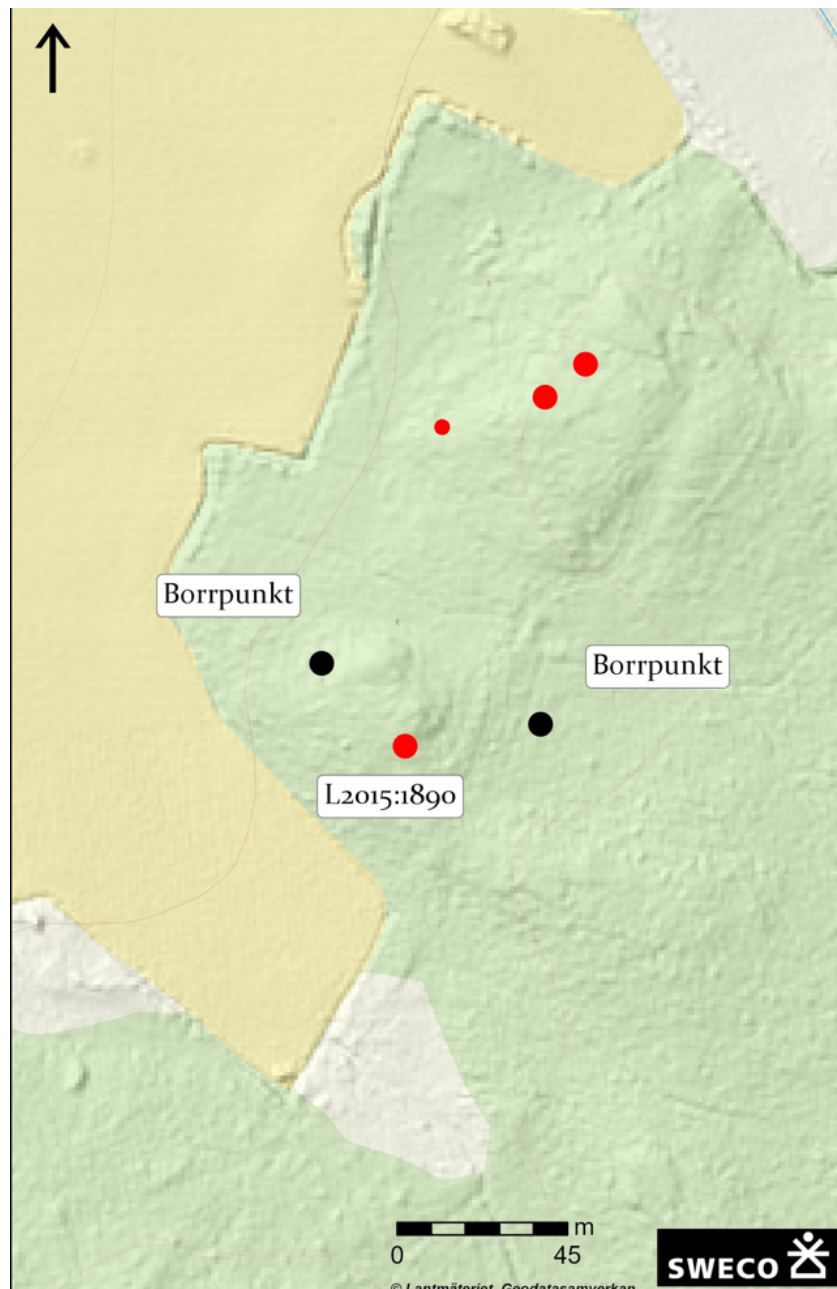 Borrpunkt
Borrpunkt
L2015:1890
m
0 45
SWECO
© Lantmäteriet, Geodatasamverkan